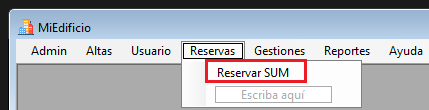 MiEdificio
Admin Altas Usuario Reservas Gestiones Reportes Ayuda
Reservar SUM
Escriba aquí